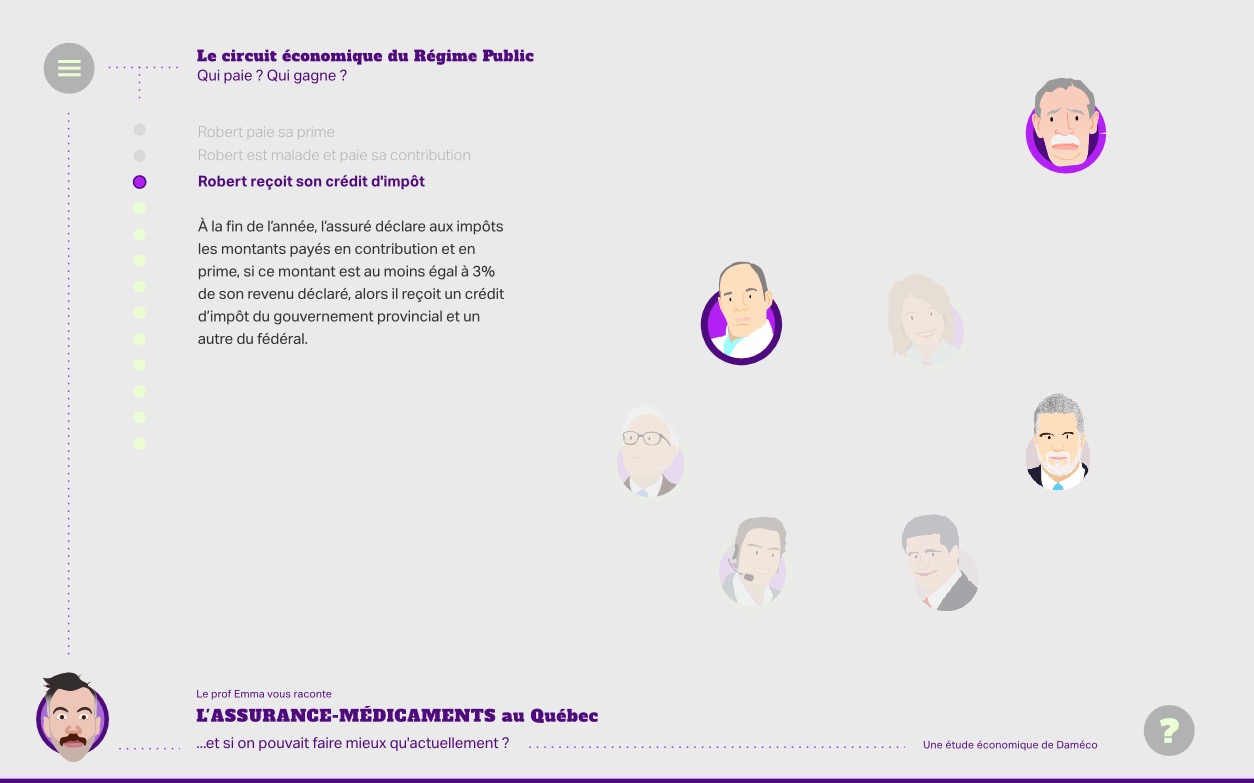 Le circuit économique du Régime Public
Qui paie ? Qui gagne ?
Robert paie sa prime
Robert est malade et paie sa contribution
Robert reçoit son crédit d'impôt
À la fin de l’année, l’assuré déclare aux impôts
les montants payés en contribution et en
prime, si ce montant est au moins égal à 3%
de son revenu déclaré, alors il reçoit un crédit
d’impôt du gouvernement provincial et un
autre du fédéral.
Le prof Emma vous raconte
L’ASSURANCE-MÉDICAMENTS au Québec
...et si on pouvait faire mieux qu'actuellement ?
Une étude économique de Daméco
?